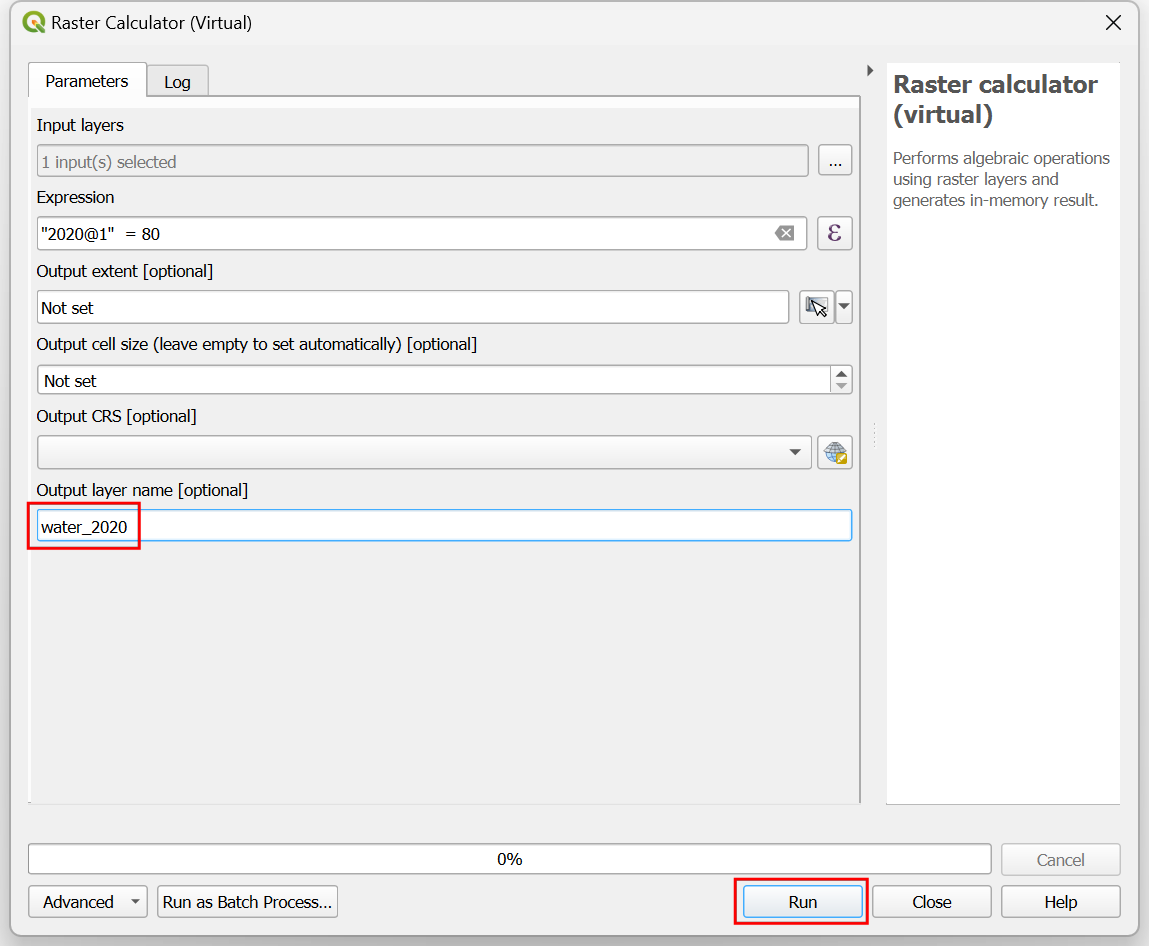 Raster Calculator (Virtual)
Parameters
Log
Input layers
1 input(s) selected
...
Expression
"2020@1"  = 80
ε
Output extent [optional]
Not set
Output cell size (leave empty to set automatically) [optional]
Not set
Output CRS [optional]
Output layer name [optional]
water_2020
Raster calculator
(virtual)
Performs algebraic operations
using raster layers and
generates in-memory result.
0%
Cancel
Advanced
Run as Batch Process...
Run
Close
Help